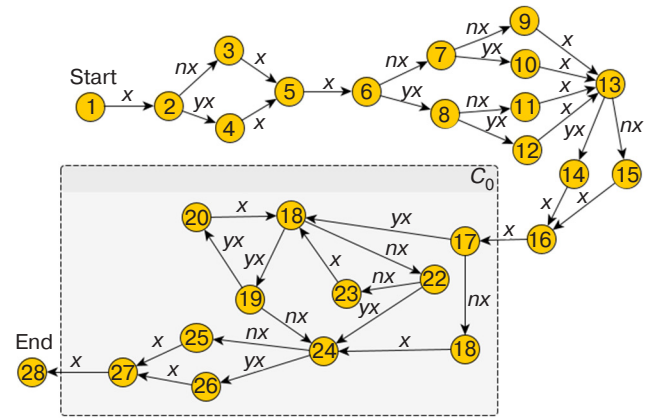 9
nx
x
3
7
yx
10
x
nx
x
nx
13
Start
5
x
6
x
1
x
2
yx
yx
8
nx
11
x
yx
4
x
12
yx
nx
C0
14
15
x
x
20
x
18
yx
17
x
16
yx
yx
nx
x
nx
22
nx
19
23
yx
nx
nx
End
25
nx
24
x
18
x
yx
28
x
27
x
26